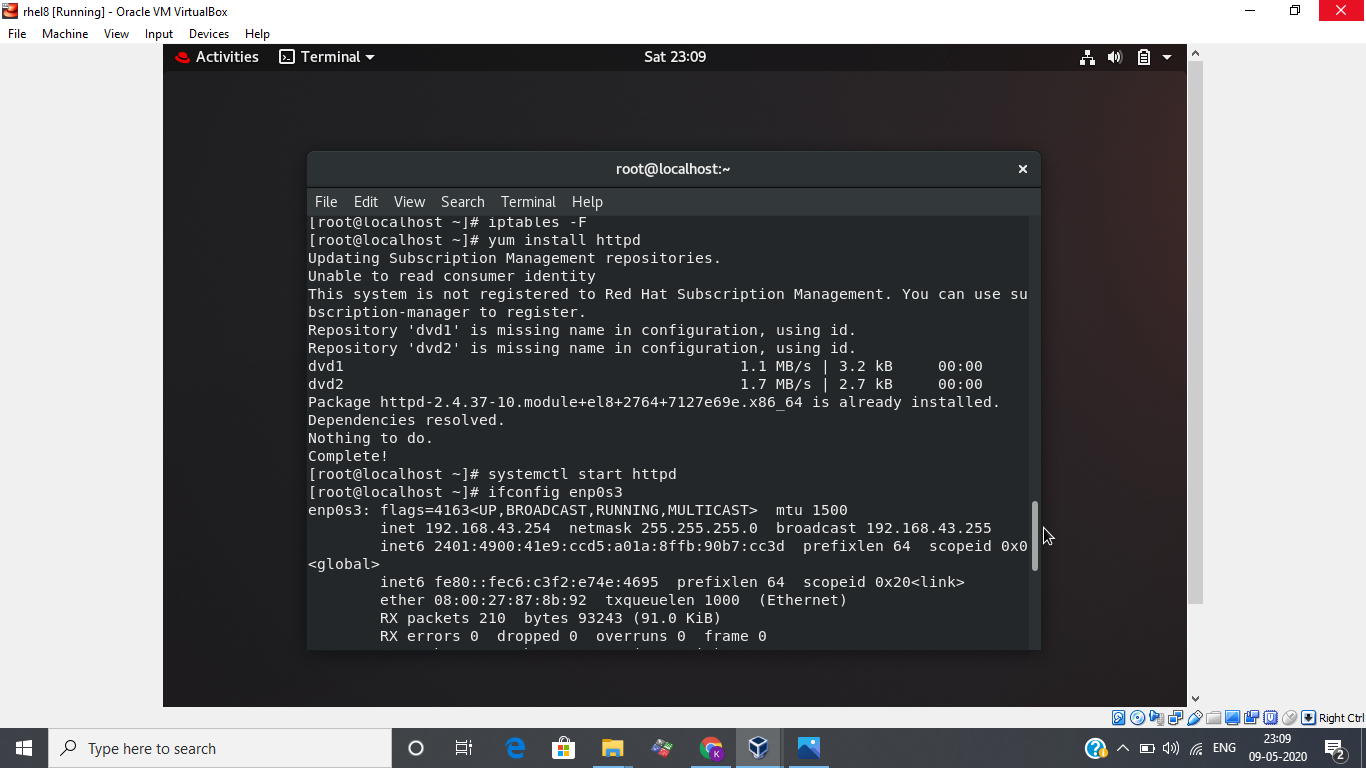 rhel8 [Running] - Oracle VM VirtualBox
File Machine View Input Devices Help
Activities Terminal Sat 23:09
root@localhost:~
File Edit View Search Terminal Help
[root@localhost ~]# iptables -F
[root@localhost ~]# yum install httpd
Updating Subscription Management repositories.
Unable to read consumer identity
This system is not registered to Red Hat Subscription Management. You can use su
bscription-manager to register.
Repository 'dvd1' is missing name in configuration, using id.
Repository 'dvd2' is missing name in configuration, using id.
dvd1 1.1 MB/s | 3.2 kB 00:00
dvd2 1.7 MB/s | 2.7 kB 00:00
Package httpd-2.4.37-10.module+el8+2764+7127e69e.x86_64 is already installed.
Dependencies resolved.
Nothing to do.
Complete!
[root@localhost ~]# systemctl start httpd
[root@localhost ~]# ifconfig enp0s3
enp0s3: flags=4163<UP,BROADCAST,RUNNING,MULTICAST> mtu 1500
inet 192.168.43.254 netmask 255.255.255.0 broadcast 192.168.43.255
inet6 2401:4900:41e9:ccd5:a01a:8ffb:90b7:cc3d prefixlen 64 scopeid 0x0
<global>
inet6 fe80::fec6:c3f2:e74e:4695 prefixlen 64 scopeid 0x20<link>
ether 08:00:27:87:8b:92 txqueuelen 1000 (Ethernet)
RX packets 210 bytes 93243 (91.0 KiB)
RX errors 0 dropped 0 overruns 0 frame 0
Right Ctrl
Type here to search
K
ENG
23:09
09-05-2020
2